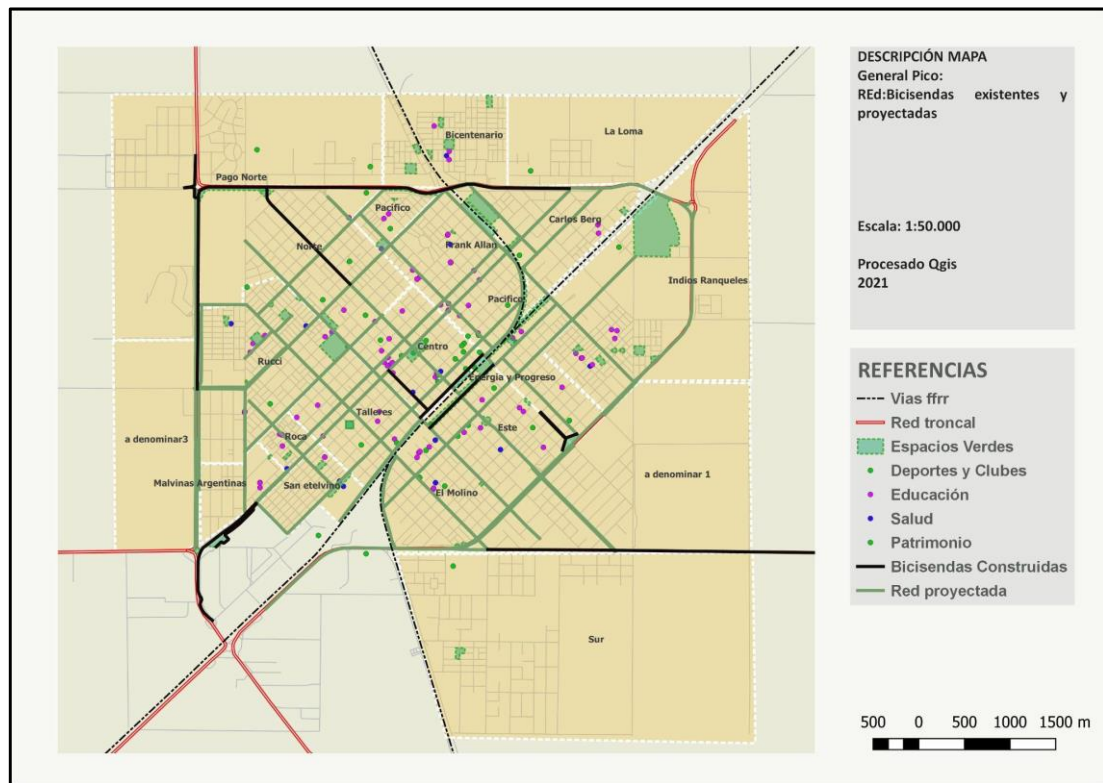 DESCRIPCIÓN MAPA
General Pico:
REd:Bicisendas existentes y
proyectadas
Escala: 1:50.000
Procesado Qgis
2021
Bicentenario
La Loma
Pago Norte
Pacífico
Carlos Berg
Norte
Frank Allan
Indios Ranqueles
Pacífico
Centro
Rucci
Energia y Progreso
Talleres
Este
Roca
a denominar3
a denominar 1
Malvinas Argentinas
San etelvino
El Molino
Sur
REFERENCIAS
Vias ffrr
Red troncal
Espacios Verdes
Deportes y Clubes
Educación
Salud
Patrimonio
Bicisendas Construidas
Red proyectada
500 0 500 1000 1500 m